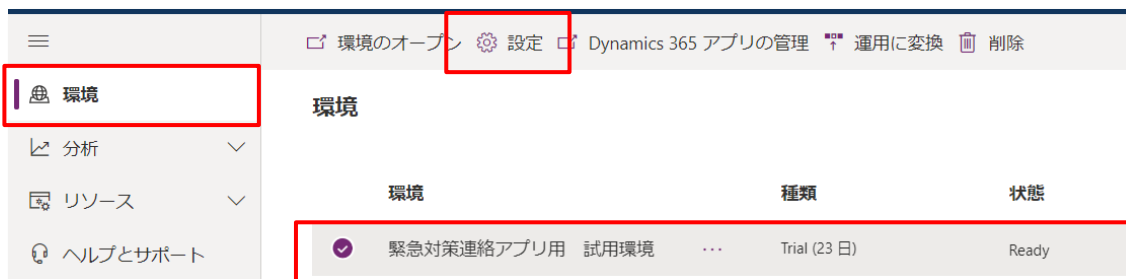 環境のオープン 設定 Dynamics 365 アプリの管理 運用に変換 削除
環境
分析
リソース
ヘルプとサポート
環境
環境 種類 状態
緊急対策連絡アプリ用　試用環境 ··· Trial (23 日) Ready